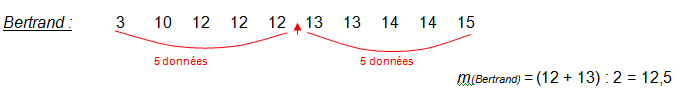 Bertrand : 3 10 12 12 12 13 13 14 14 15
5 données 5 données
m(Bertrand) = (12 + 13) : 2 = 12,5